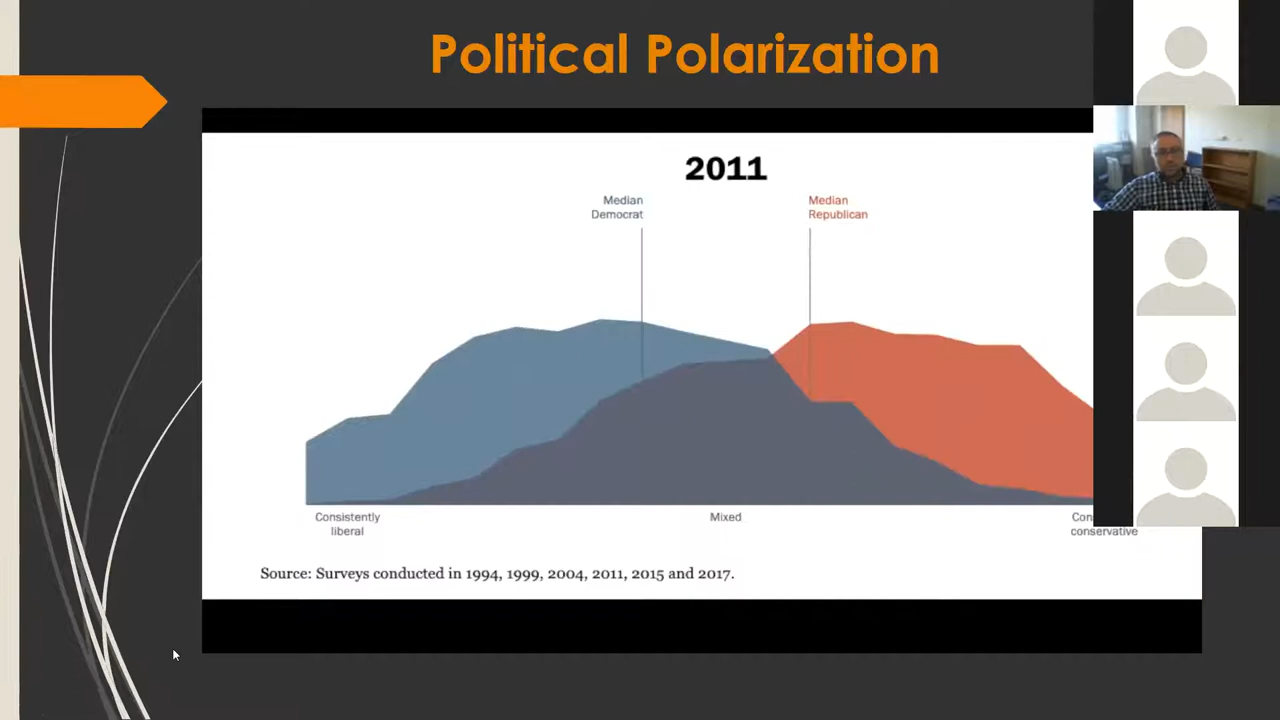 Political Polarization
2011
Median
Democrat
Median
Republican
Consistently
liberal
Mixed
Con
conservative
Source: Surveys conducted in 1994, 1999, 2004, 2011, 2015 and 2017.